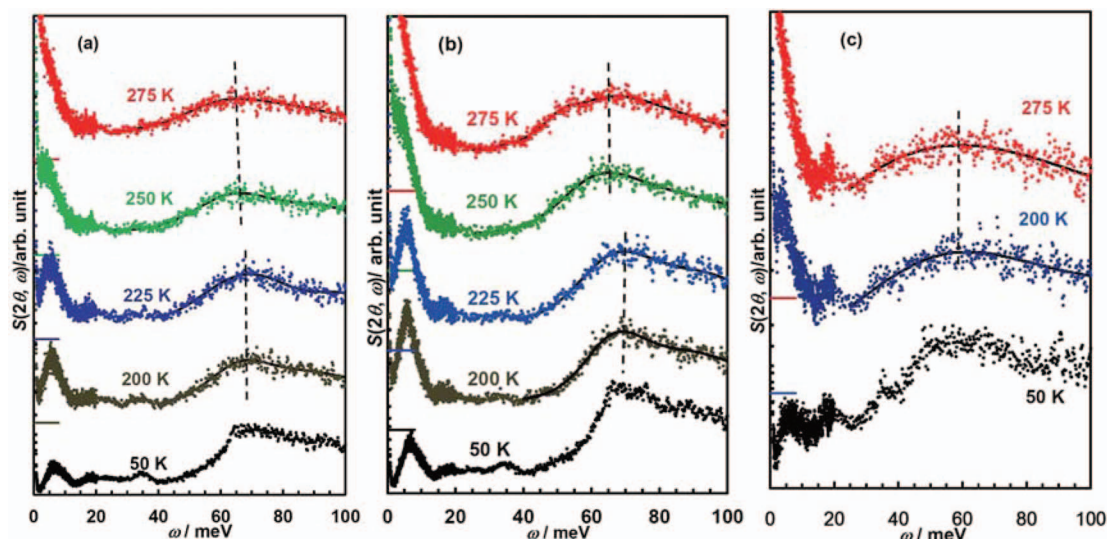 (a)
275 K
250 K
225 K
200 K
50 K
S(2θ, ω)/arb. unit
0 20 40 60 80 100
ω / meV
(b)
275 K
250 K
225 K
200 K
50 K
S(2θ, ω)/ arb. unit
0 20 40 60 80 100
ω / meV
(c)
275 K
200 K
50 K
S(2θ, ω)/arb. unit
0 20 40 60 80 100
ω / meV